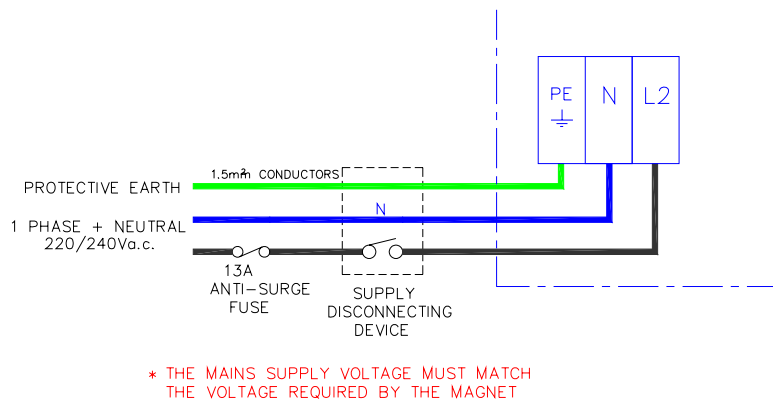 PE N L2
1.5mm² CONDUCTORS
PROTECTIVE EARTH
N
1 PHASE + NEUTRAL
220/240Va.c.
13A
ANTI-SURGE
FUSE
SUPPLY
DISCONNECTING
DEVICE
* THE MAINS SUPPLY VOLTAGE MUST MATCH
THE VOLTAGE REQUIRED BY THE MAGNET